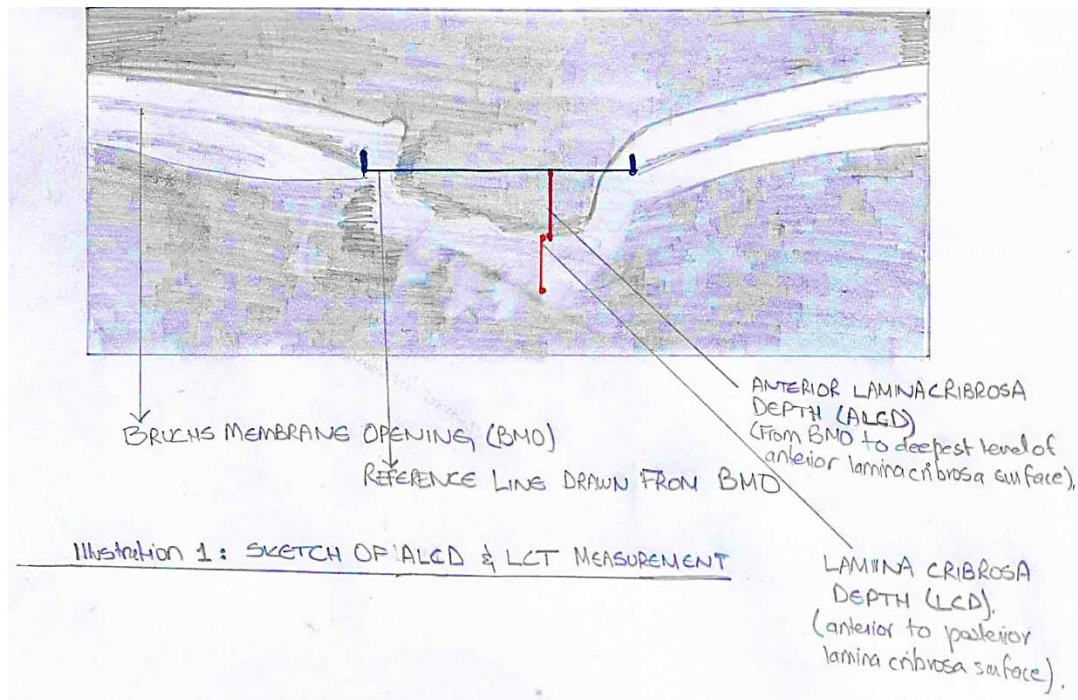 BRUCHS MEMBRANE OPENING (BMO)
REFERENCE LINE DRAWN FROM BMO
ANTERIOR LAMINACRIBROSA
DEPTH (ALCD)
(From BMO to deepest level of
anterior lamina cribrosa surface).
Illustration 1: SKETCH OF ALCD & LCT MEASUREMENT
LAMINA CRIBROSA
DEPTH (LCD).
(anterior to posterior
lamina cribrosa surface).